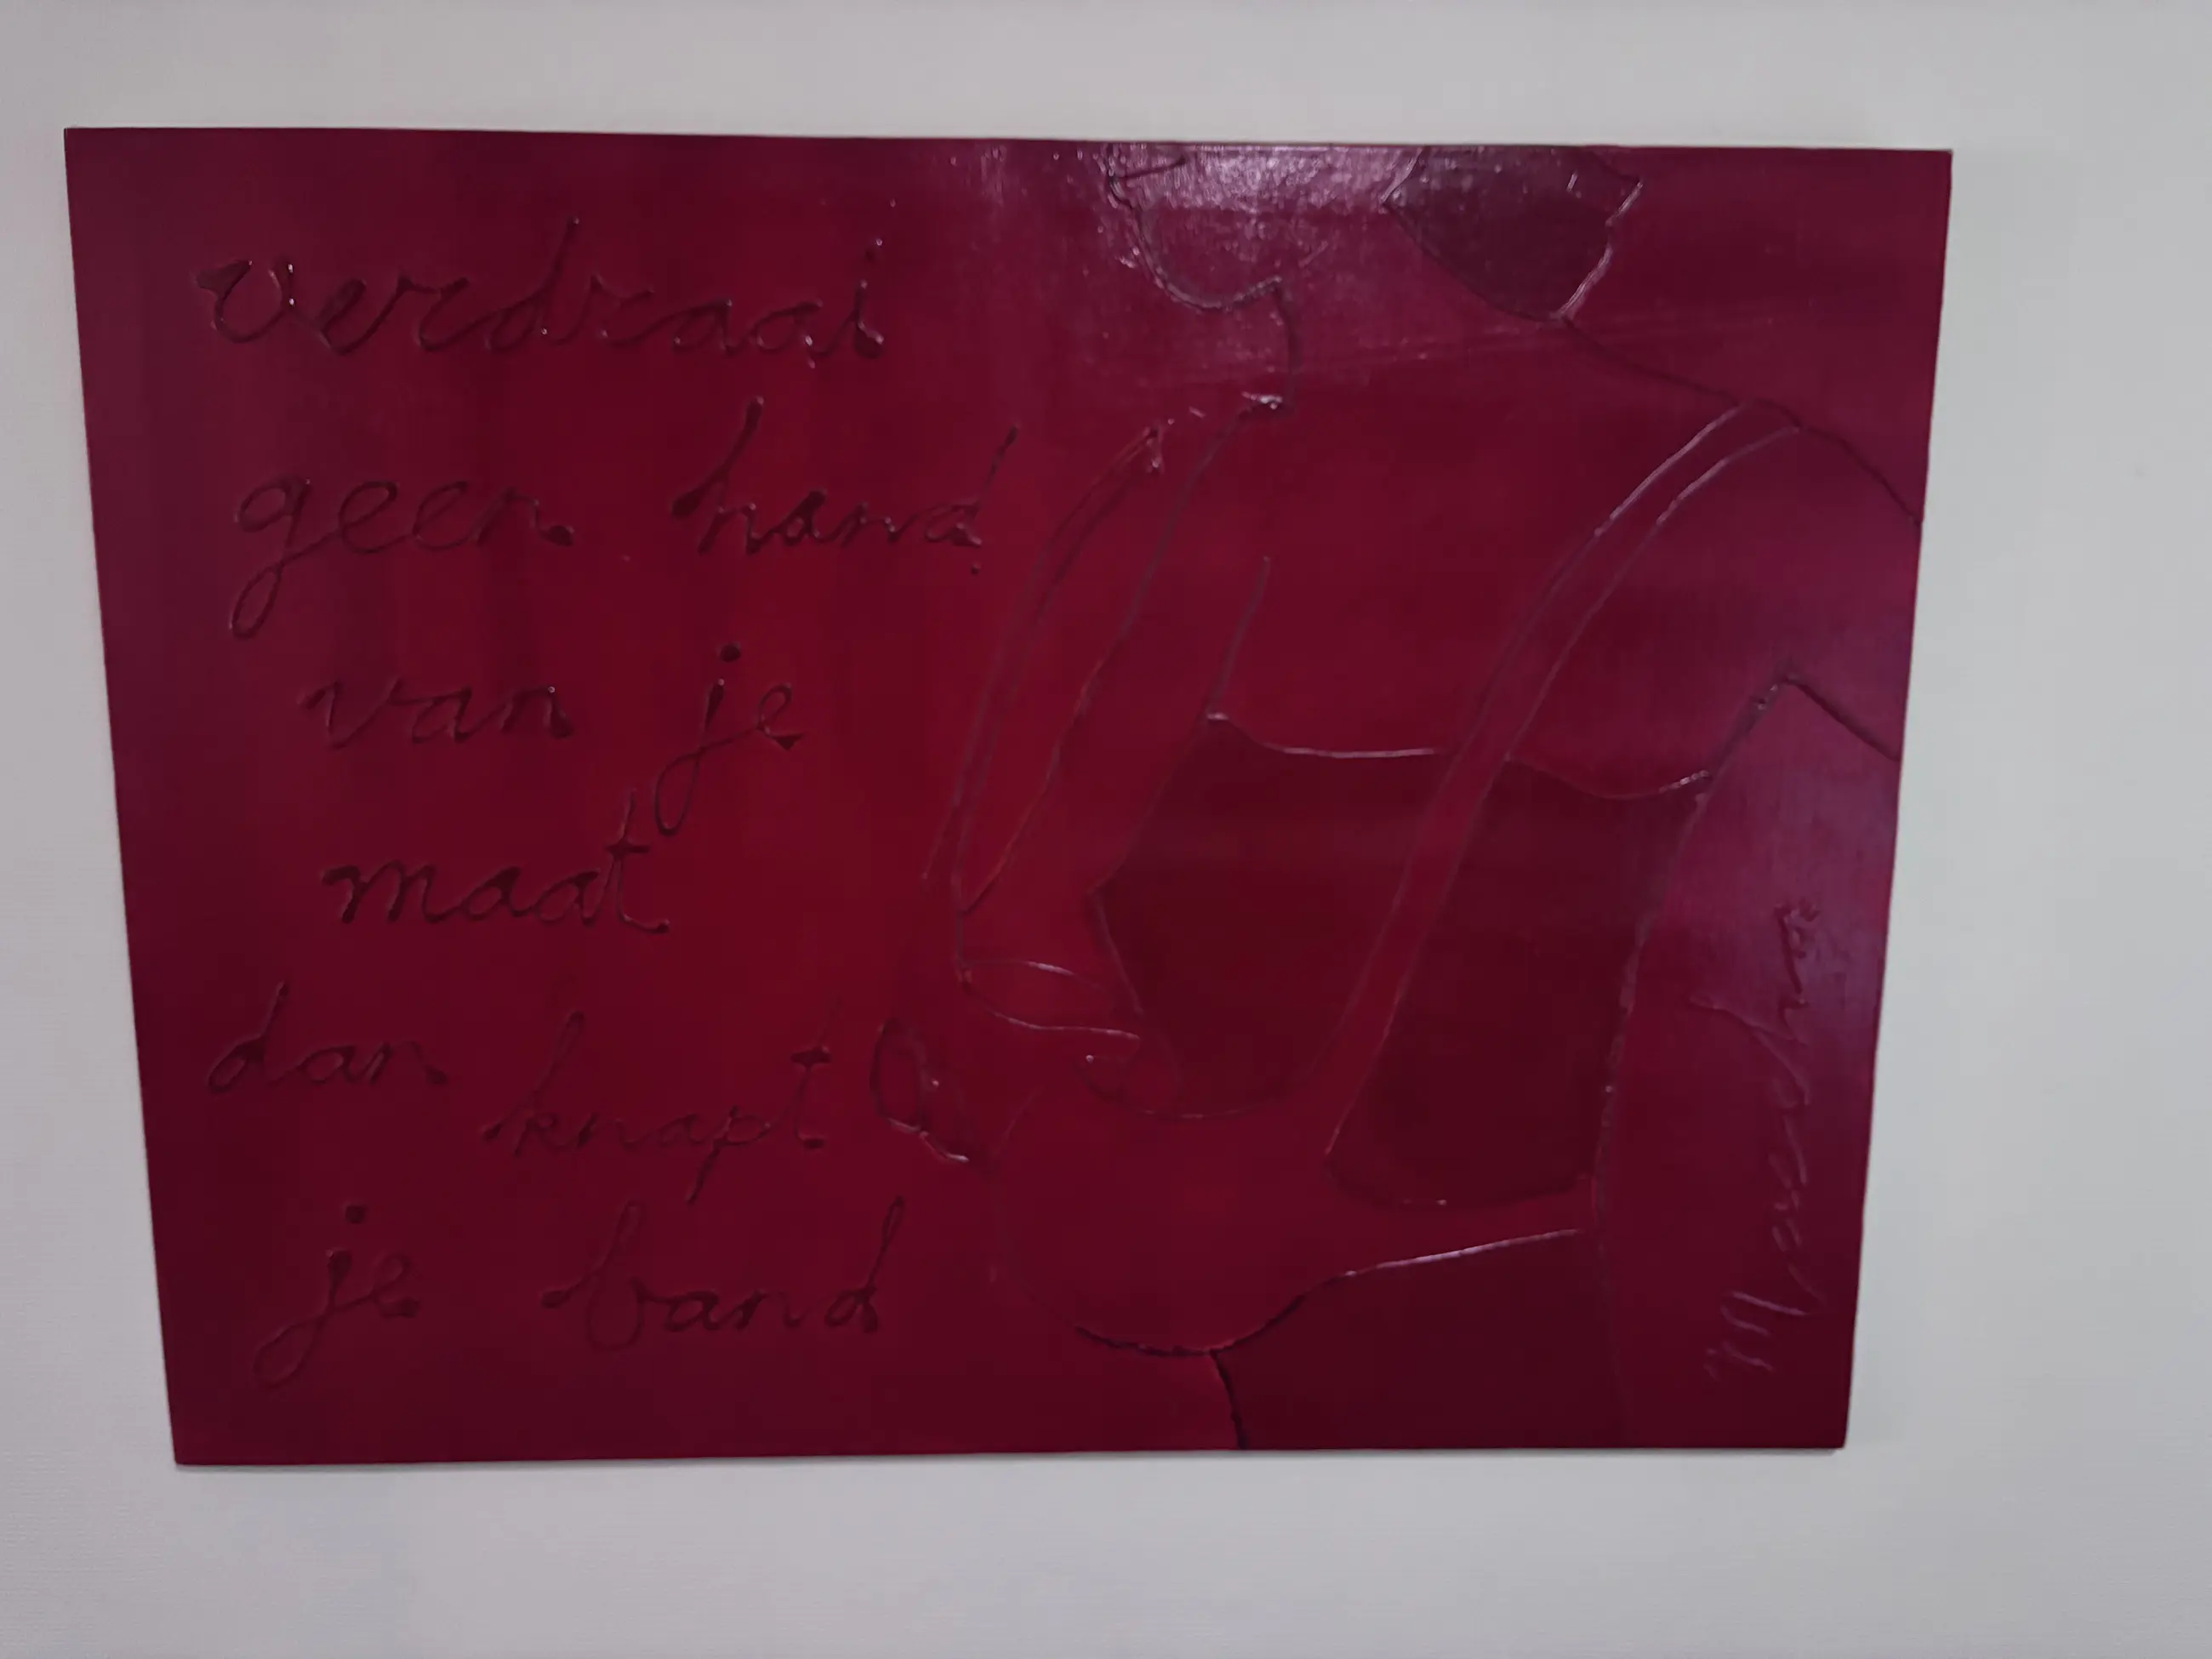 verdraai
geen hand
van je
maat
dan knapt
je band